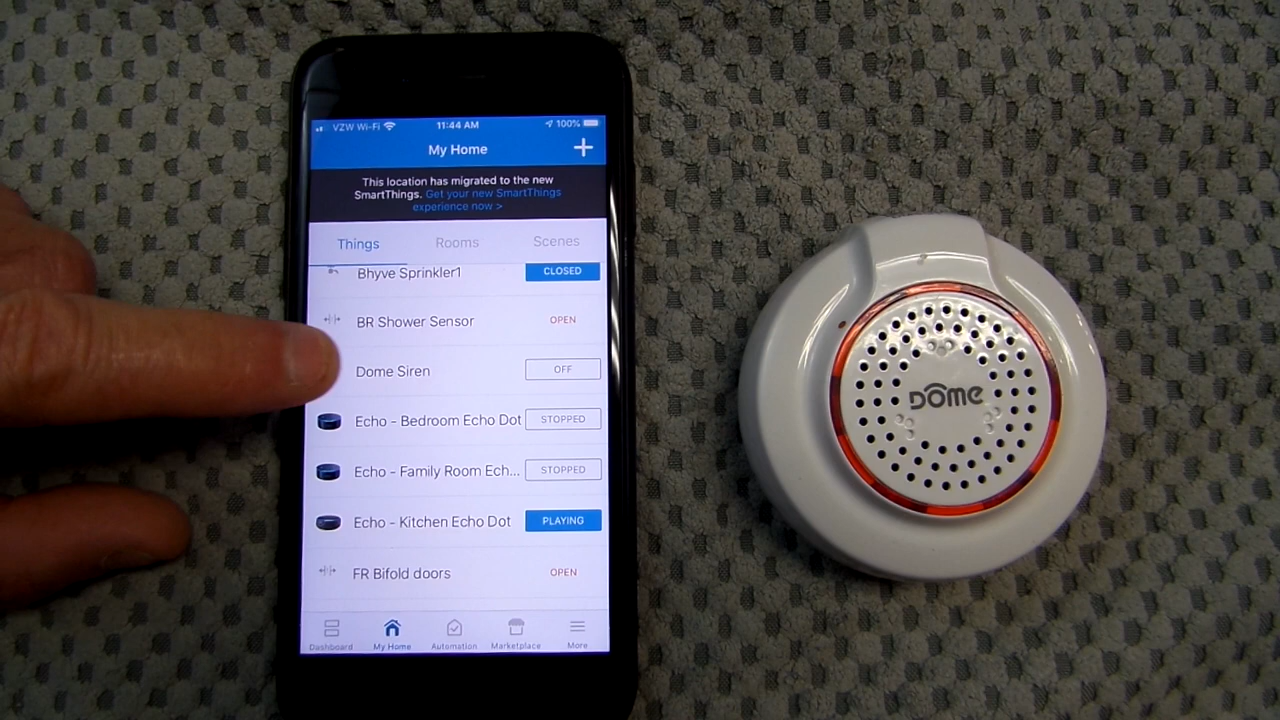 VZW Wi-Fi 11:44 AM 100%
My Home +
This location has migrated to the new
SmartThings. Get your new SmartThings
experience now >
Things Rooms Scenes
Bhyve Sprinkler1 CLOSED
BR Shower Sensor OPEN
Dome Siren OFF
Echo - Bedroom Echo Dot STOPPED
Echo - Family Room Ech... STOPPED
Echo - Kitchen Echo Dot PLAYING
FR Bifold doors OPEN
Dashboard My Home Automation Marketplace More
DOME